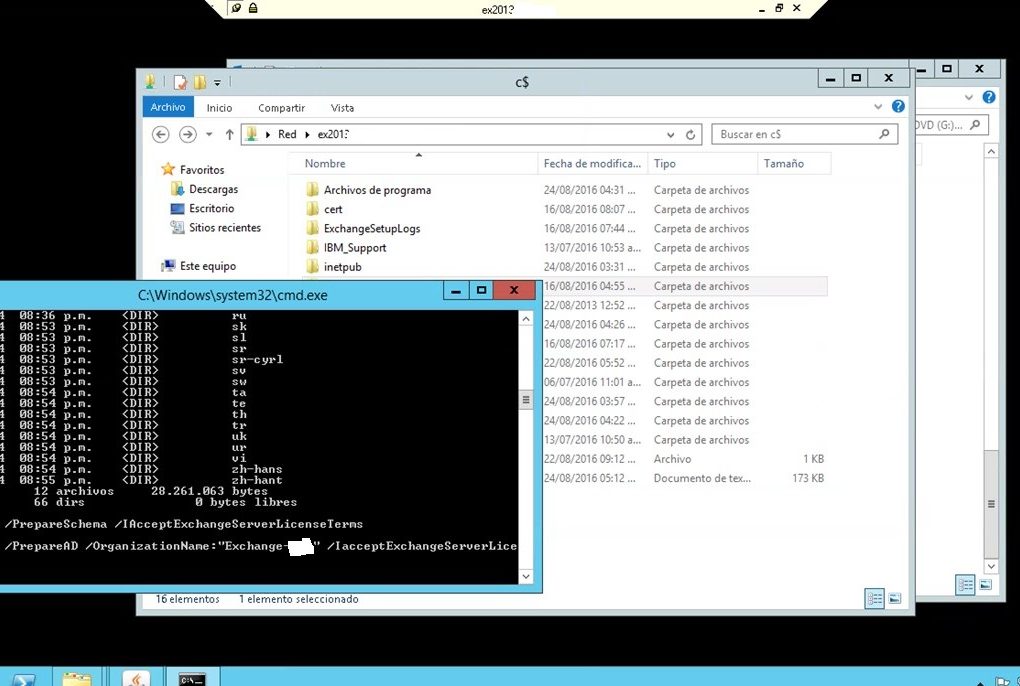 ex2013
c$
Archivo Inicio Compartir Vista
Red ex2013 Buscar en c$
DVD (G:)...
Nombre Fecha de modifica... Tipo Tamaño
Favoritos
Descargas
Escritorio
Sitios recientes
Este equipo
Archivos de programa 24/08/2016 04:31 ... Carpeta de archivos
cert 16/08/2016 08:07 ... Carpeta de archivos
ExchangeSetupLogs 16/08/2016 07:44 ... Carpeta de archivos
IBM_Support 13/07/2016 10:53 a... Carpeta de archivos
inetpub 24/08/2016 03:31 ... Carpeta de archivos
16/08/2016 04:55 ... Carpeta de archivos
22/08/2013 12:52 ... Carpeta de archivos
24/08/2016 04:26 ... Carpeta de archivos
16/08/2016 07:17 ... Carpeta de archivos
22/08/2016 05:52 ... Carpeta de archivos
06/07/2016 11:01 a... Carpeta de archivos
24/08/2016 03:57 ... Carpeta de archivos
24/08/2016 04:22 ... Carpeta de archivos
13/07/2016 10:50 a... Carpeta de archivos
22/08/2016 09:12 ... Archivo 1 KB
24/08/2016 05:12 ... Documento de tex... 173 KB
C:\Windows\system32\cmd.exe
4 08:36 p.m. <DIR> ru
4 08:53 p.m. <DIR> sk
4 08:53 p.m. <DIR> sl
4 08:53 p.m. <DIR> sr
4 08:53 p.m. <DIR> sr-cyrl
4 08:53 p.m. <DIR> sv
4 08:53 p.m. <DIR> sw
4 08:54 p.m. <DIR> ta
4 08:54 p.m. <DIR> te
4 08:54 p.m. <DIR> th
4 08:54 p.m. <DIR> tr
4 08:54 p.m. <DIR> uk
4 08:54 p.m. <DIR> ur
4 08:54 p.m. <DIR> vi
4 08:54 p.m. <DIR> zh-hans
4 08:55 p.m. <DIR> zh-hant
12 archivos 28.261.063 bytes
66 dirs 0 bytes libres
/PrepareSchema /IAcceptExchangeServerLicenseTerms
/PrepareAD /OrganizationName:"Exchange- " /IacceptExchangeServerLice
16 elementos 1 elemento seleccionado